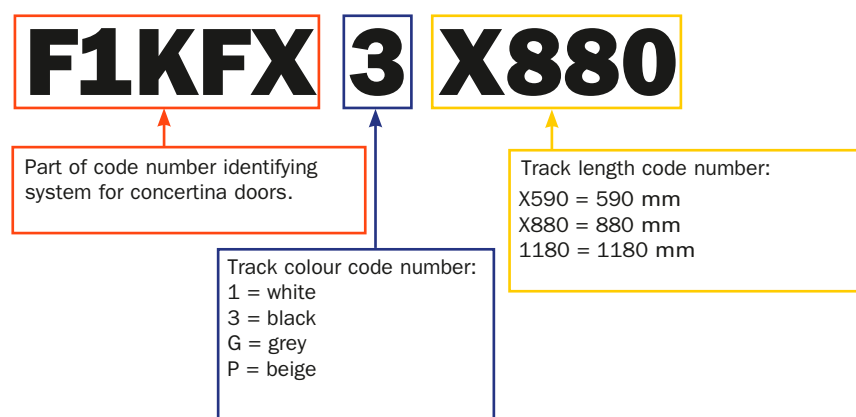 F1KFX 3 X880
Part of code number identifying
system for concertina doors.
Track colour code number:
1 = white
3 = black
G = grey
P = beige
Track length code number:
X590 = 590 mm
X880 = 880 mm
1180 = 1180 mm